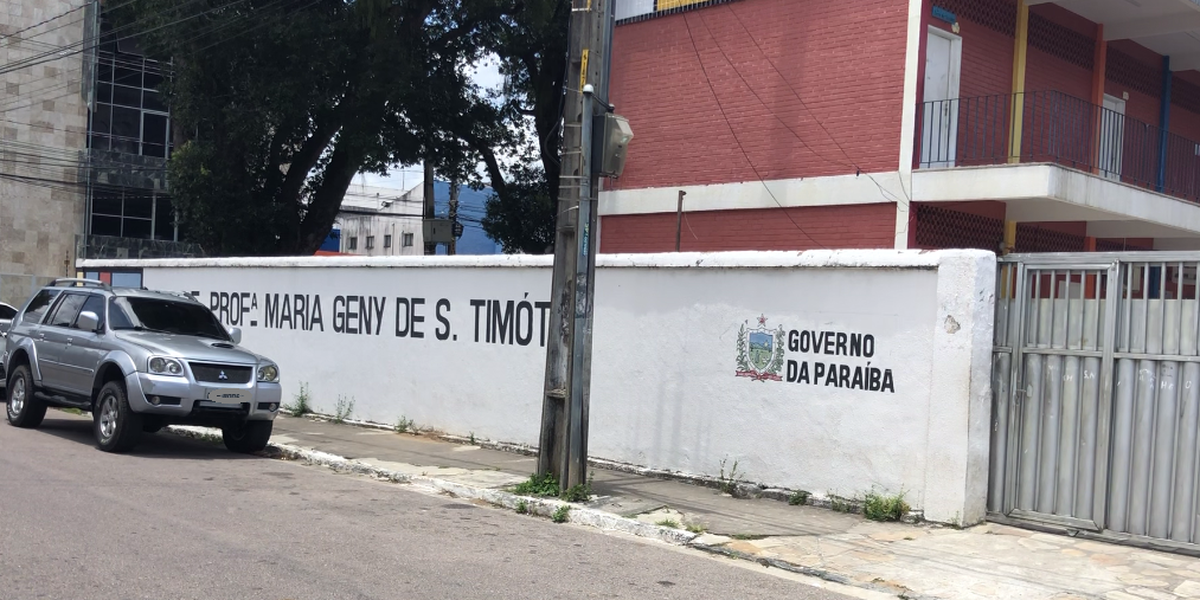 PROFª MARIA GENY DE S. TIMÓT
GOVERNO
DA PARAÍBA